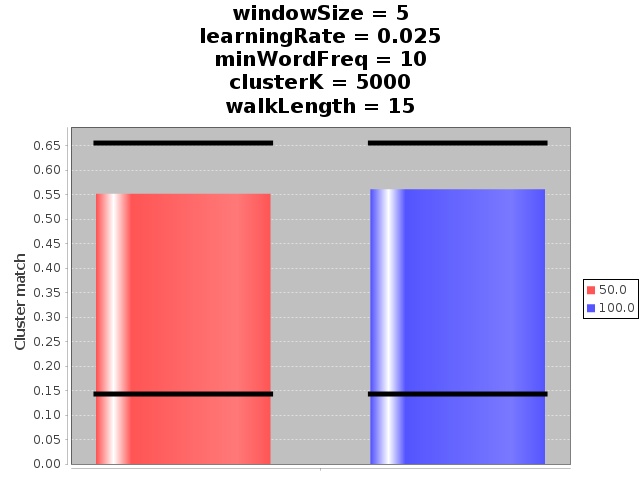 windowSize = 5
learningRate = 0.025
minWordFreq = 10
clusterK = 5000
walkLength = 15
0.65
0.60
0.55
0.50
0.45
0.40
0.35
0.30
0.25
0.20
0.15
0.10
0.05
0.00
Cluster match
50.0
100.0